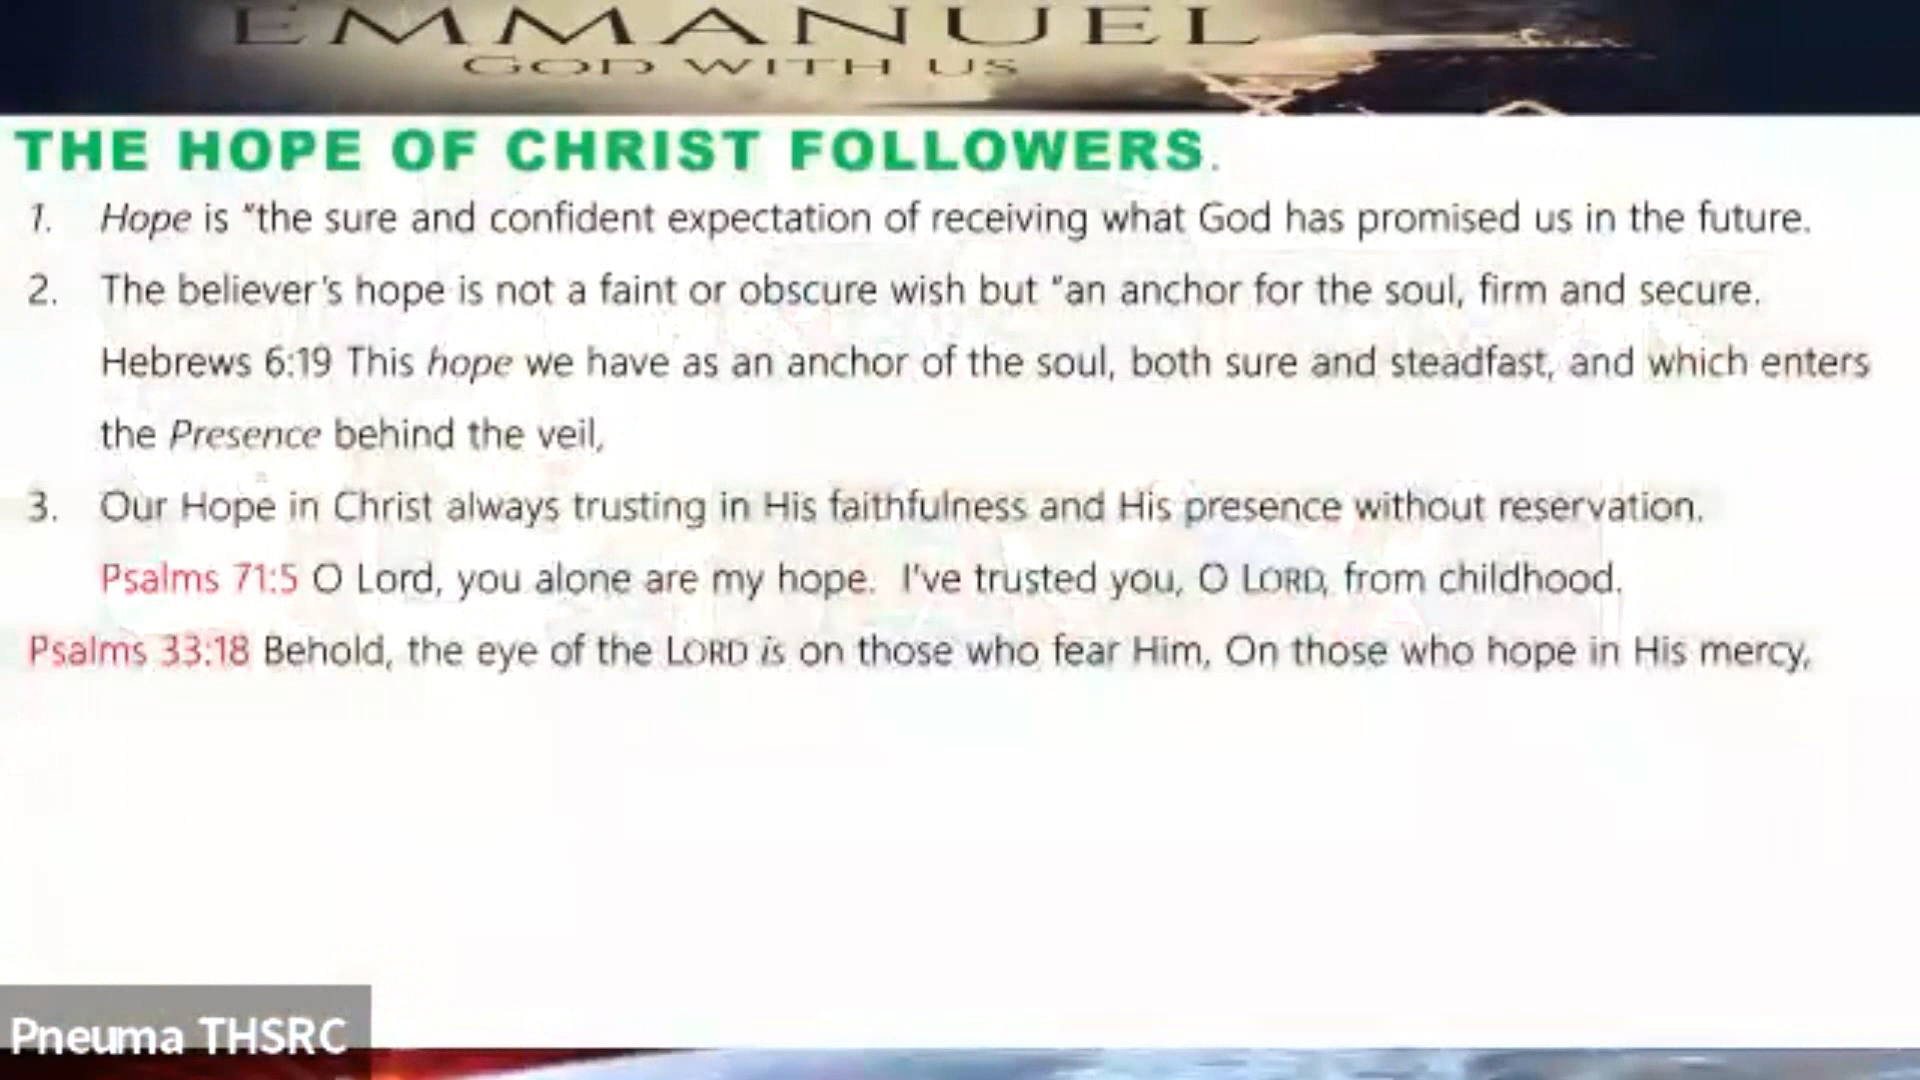 EMMANUEL
GOD WITH US
THE HOPE OF CHRIST FOLLOWERS.
1. Hope is "the sure and confident expectation of receiving what God has promised us in the future.
2. The believer's hope is not a faint or obscure wish but "an anchor for the soul, firm and secure.
Hebrews 6:19 This hope we have as an anchor of the soul, both sure and steadfast, and which enters
the Presence behind the veil,
3. Our Hope in Christ always trusting in His faithfulness and His presence without reservation.
Psalms 71:5 O Lord, you alone are my hope. I've trusted you, O LORD, from childhood.
Psalms 33:18 Behold, the eye of the LORD is on those who fear Him, On those who hope in His mercy,
Pneuma THSRC